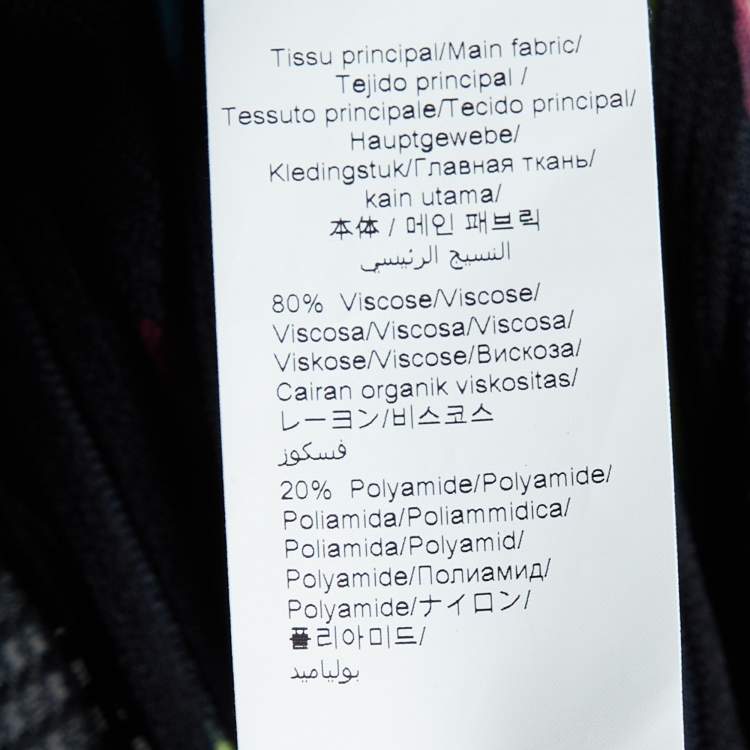 Tissu principal/Main fabric/
Tejido principal /
Tessuto principale/Tecido principal/
Hauptgewebe/
Kledingstuk/Главная ткань/
kain utama/
本体 / 메인 패브릭
النسيج الرئيسي
80% Viscose/Viscose/
Viscosa/Viscosa/Viscosa/
Viskose/Viscose/Вискоза/
Cairan organik viskositas/
レーヨン/비스코스
فسكوز
20% Polyamide/Polyamide/
Poliamida/Poliammidica/
Poliamida/Polyamid/
Polyamide/Полиамид/
Polyamide/ナイロン/
폴리아미드/
بولياميد